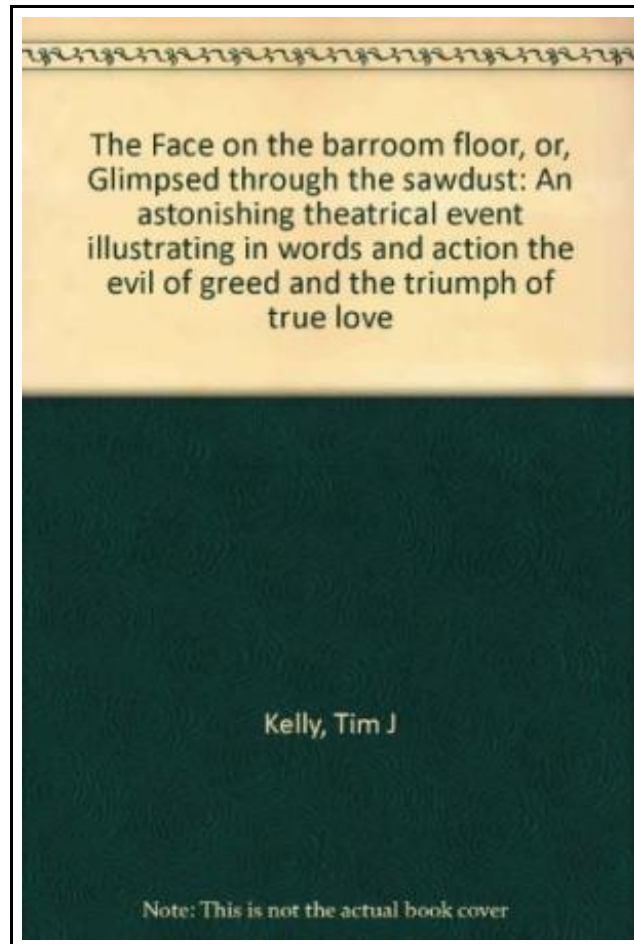 The Face on the barroom floor, or,
Glimpsed through the sawdust: An
astonishing theatrical event
illustrating in words and action the
evil of greed and the triumph of
true love
Kelly, Tim J
Note: This is not the actual book cover